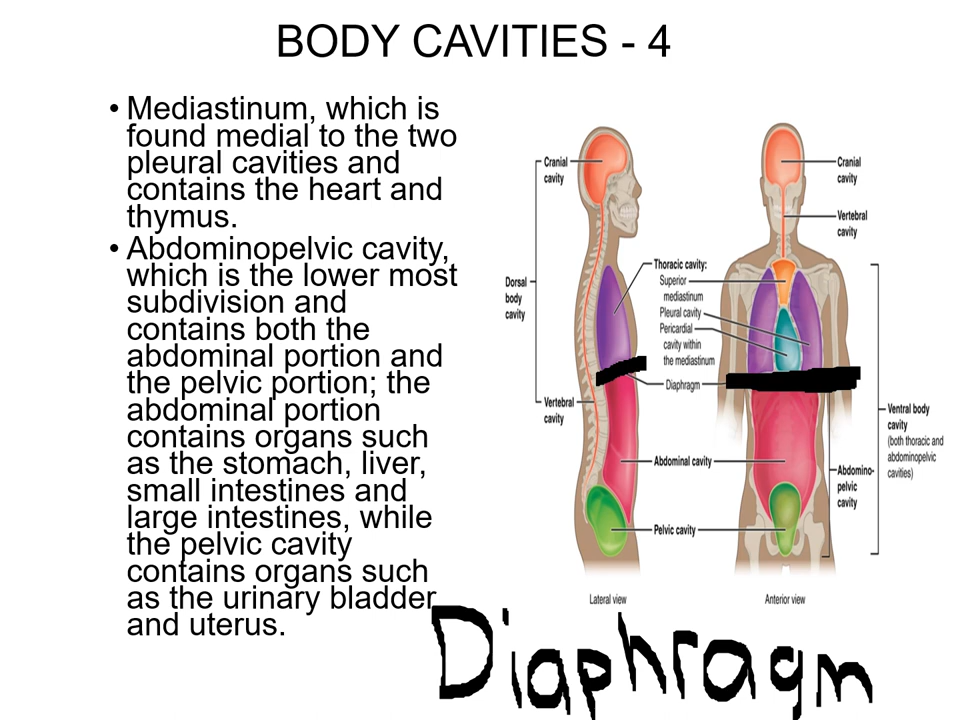 BODY CAVITIES - 4
• Mediastinum, which is
found medial to the two
pleural cavities and
contains the heart and
thymus.
• Abdominopelvic cavity,
which is the lower most
subdivision and
contains both the
abdominal portion and
the pelvic portion; the
abdominal portion
contains organs such
as the stomach, liver,
small intestines and
large intestines, while
the pelvic cavity
contains organs such
as the urinary bladder
and uterus.
Cranial
cavity
Dorsal
body
cavity
Vertebral
cavity
Thoracic cavity:
Superior
mediastinum
Pleural cavity
Pericardial
cavity within
the mediastinum
Diaphragm
Abdominal cavity
Pelvic cavity
Lateral view
Cranial
cavity
Vertebral
cavity
Ventral body
cavity
(both thoracic and
abdominopelvic
cavities)
Abdomino-
pelvic
cavity
Anterior view
Diaphragm